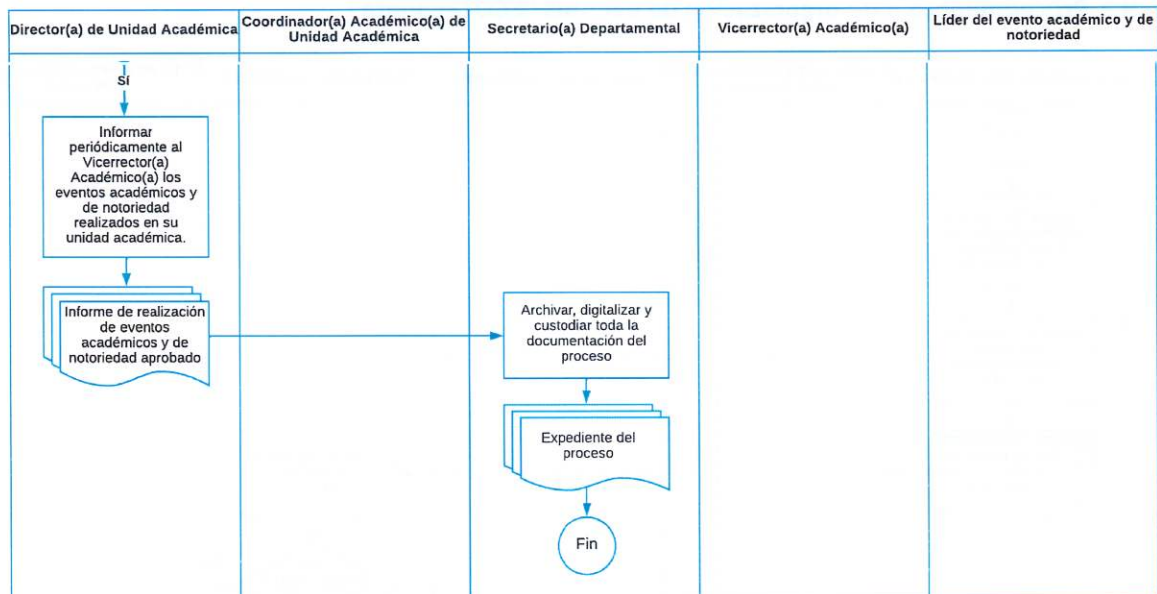 Director(a) de Unidad Académica
Coordinador(a) Académico(a) de
Unidad Académica
Secretario(a) Departamental
Vicerrector(a) Académico(a)
Líder del evento académico y de
notoriedad
Sí
Informar
periódicamente al
Vicerrector(a)
Académico(a) los
eventos académicos y
de notoriedad
realizados en su
unidad académica.
Informe de realización
de eventos
académicos y de
notoriedad aprobado
Archivar, digitalizar y
custodiar toda la
documentación del
proceso
Expediente del
proceso
Fin